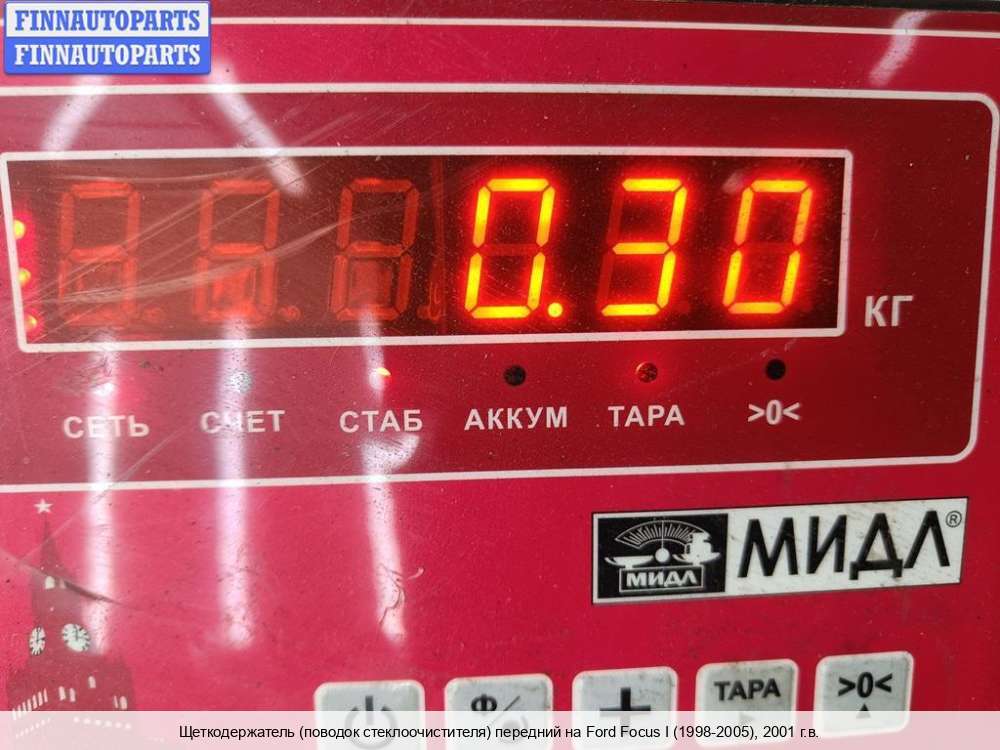 FINNAUTOPARTS
FINNAUTOPARTS
0.30
КГ
СЕТЬ СЧЕТ СТАБ АККУМ ТАРА >0<
МИДЛ МИДЛ®
Ф/
+ ТАРА >0<
Щеткодержатель (поводок стеклоочистителя) передний на Ford Focus I (1998-2005), 2001 г.в.